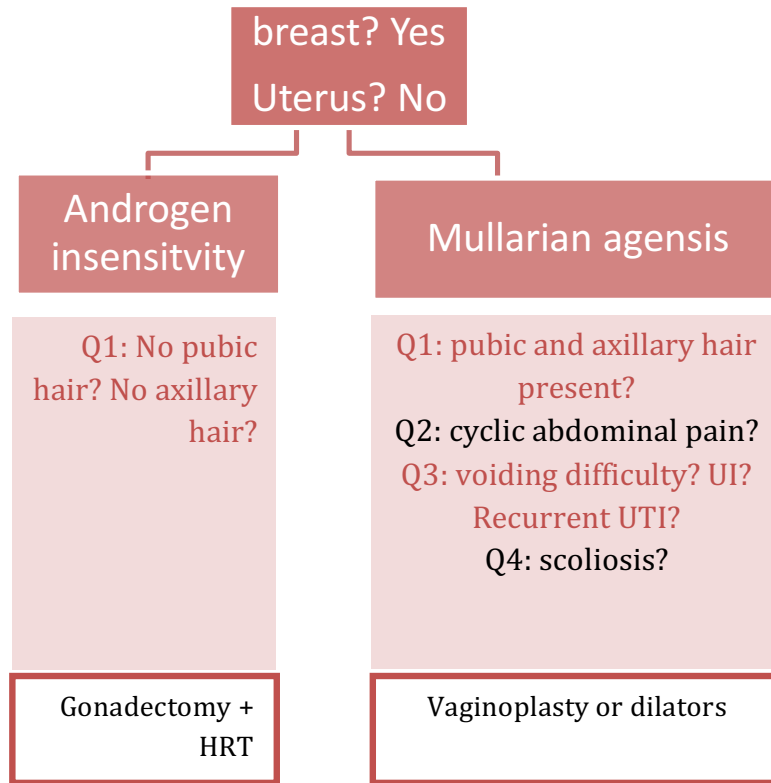 breast? Yes
Uterus? No
Androgen
insensitvity
Q1: No pubic
hair? No axillary
hair?
Gonadectomy +
HRT
Mullarian agensis
Q1: pubic and axillary hair
present?
Q2: cyclic abdominal pain?
Q3: voiding difficulty? UI?
Recurrent UTI?
Q4: scoliosis?
Vaginoplasty or dilators